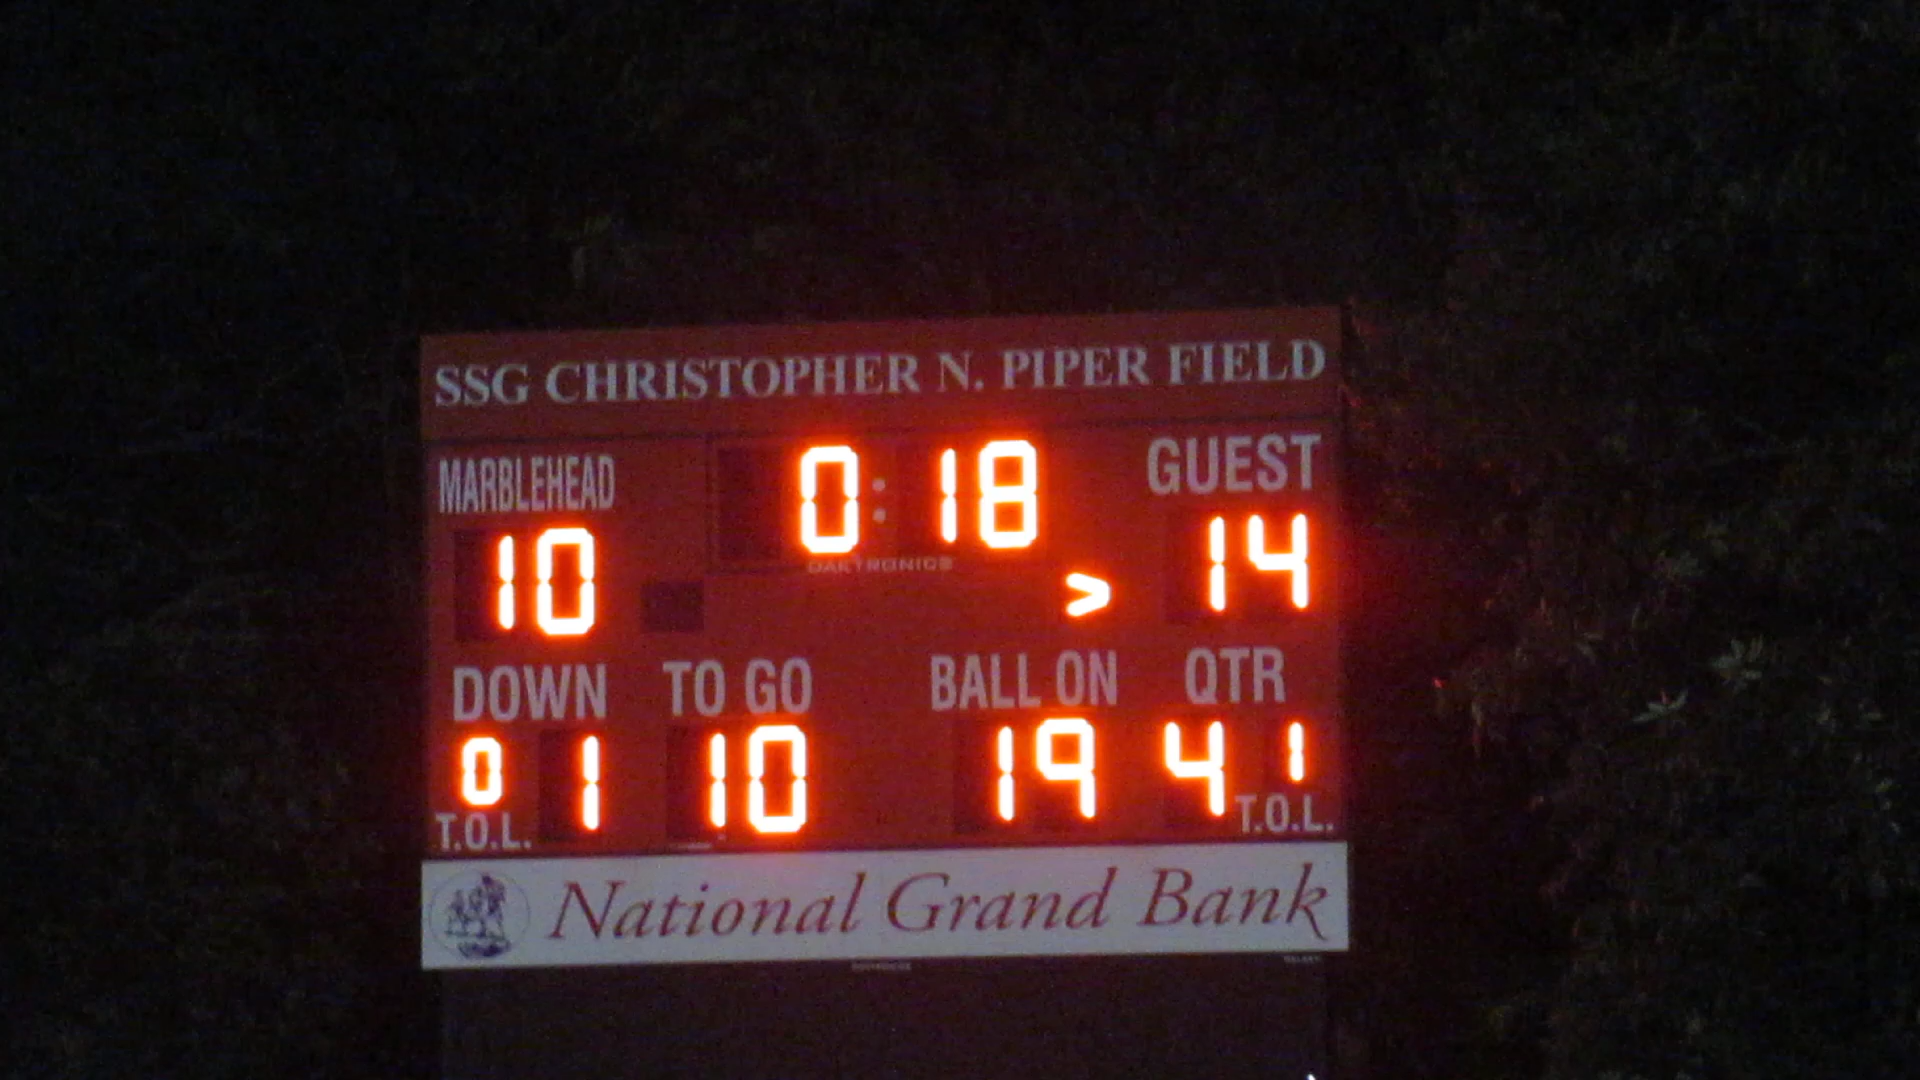 SSG CHRISTOPHER N. PIPER FIELD
MARBLEHEAD 0:18 GUEST
DAKTRONICS
10 > 14
DOWN TO GO BALL ON QTR
0 1 10 19 4 1
T.O.L. T.O.L.
National Grand Bank